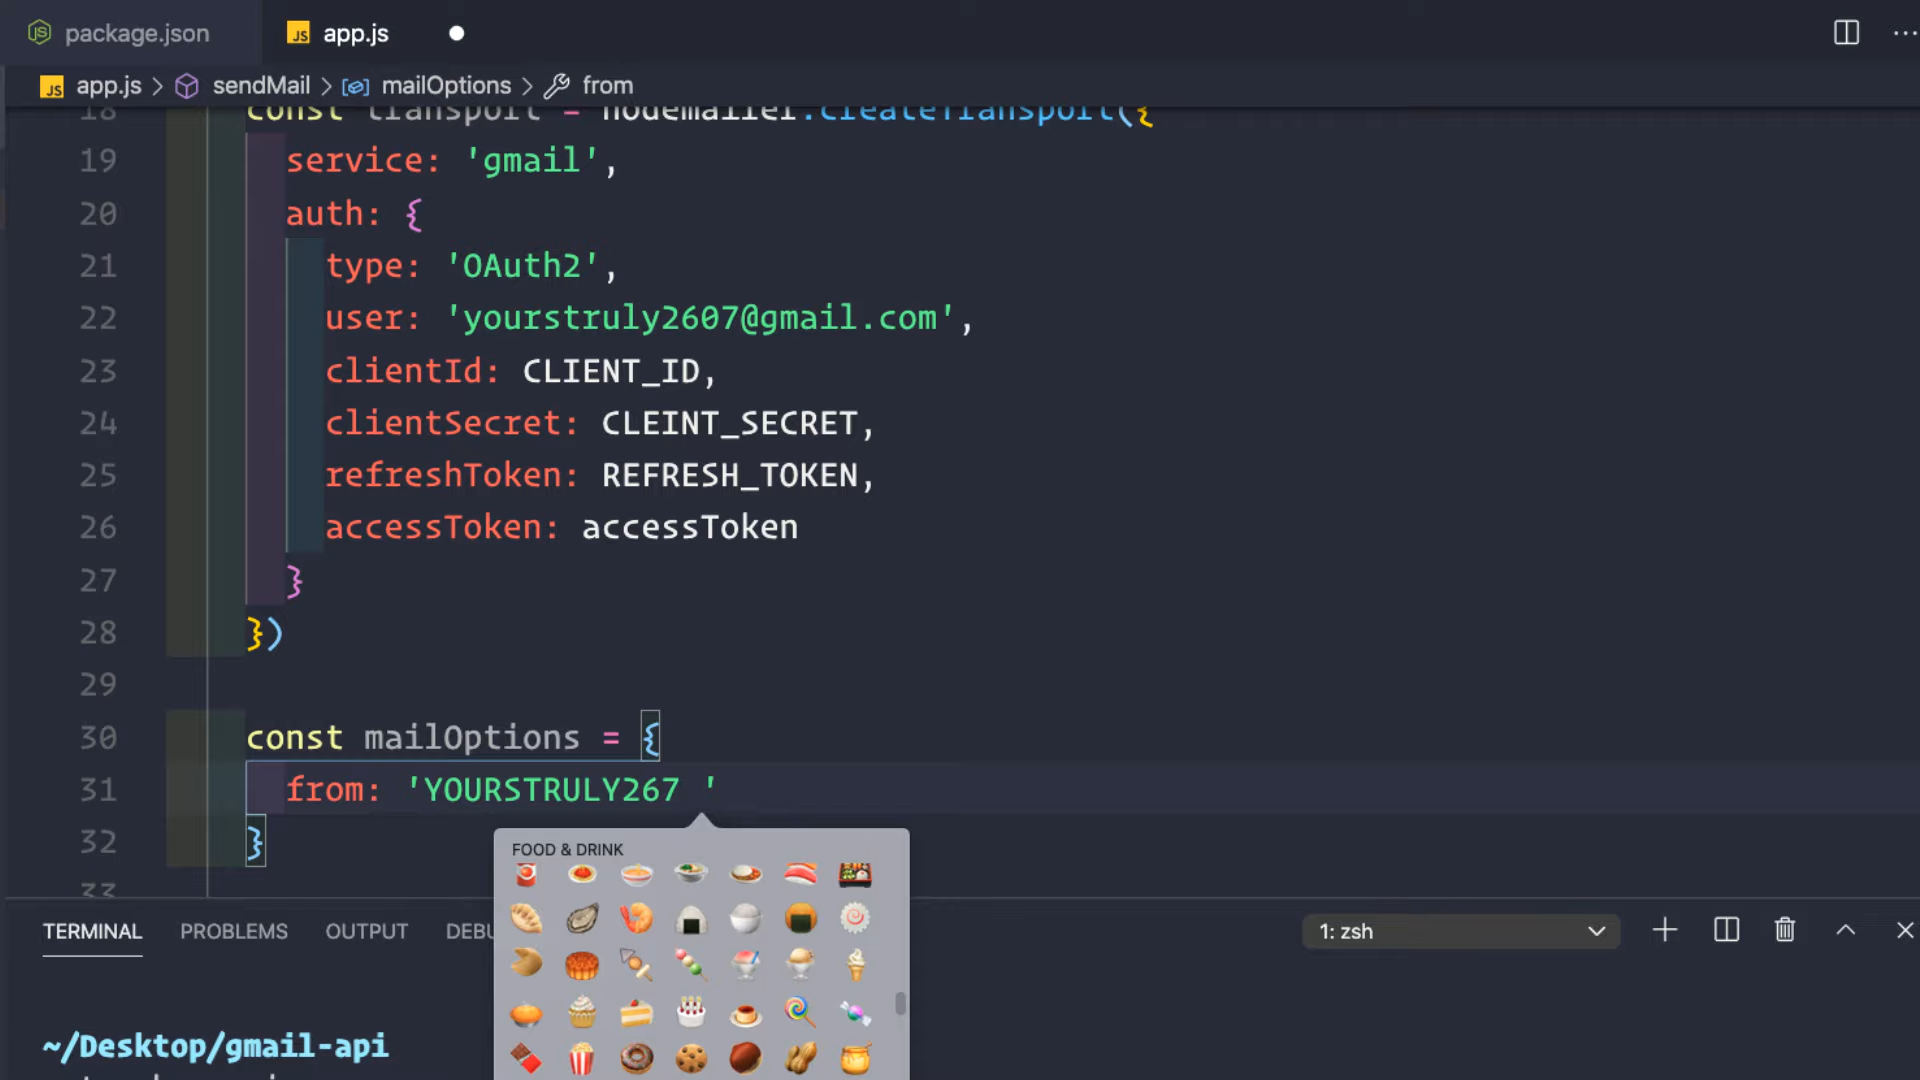 package.json
JS app.js
JS app.js > sendMail > mailOptions > from
18 const transport = nodemailer.createTransport({
19 service: 'gmail',
20 auth: {
21 type: 'OAuth2',
22 user: 'yourstruly2607@gmail.com',
23 clientId: CLIENT_ID,
24 clientSecret: CLEINT_SECRET,
25 refreshToken: REFRESH_TOKEN,
26 accessToken: accessToken
27 }
28 })
29
30 const mailOptions = {
31 from: 'YOURSTRULY267 '
32 }
33
FOOD & DRINK
TERMINAL PROBLEMS OUTPUT DEBU
1: zsh
~/Desktop/gmail-api